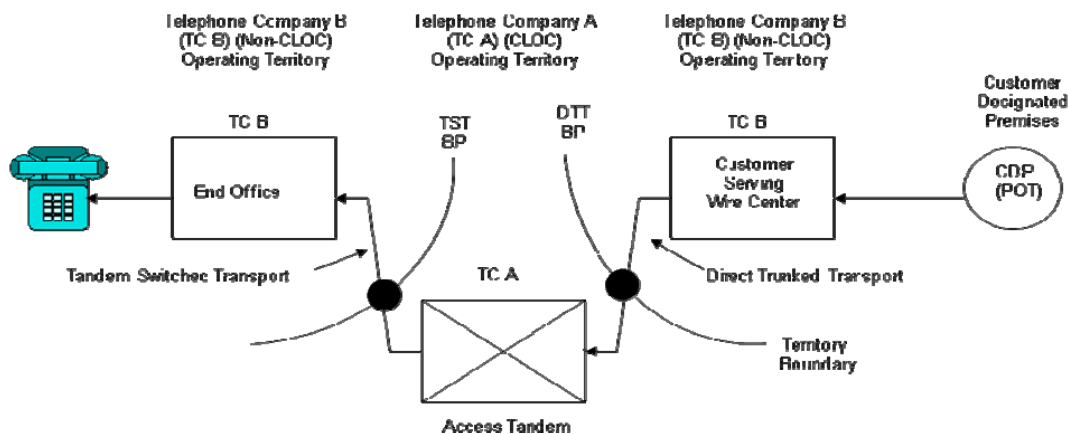 Telephone Company B
(TC B) (Non-CLOC)
Operating Territory
Telephone Company A
(TC A) (CLOC)
Operating Territory
Telephone Company B
(TC B) (Non-CLOC)
Operating Territory
Customer
Designated
Premises
TC B
TST
BP
DTT
BP
TC B
End Office
Customer
Serving
Wire Center
CDP
(POT)
Tandem Switched Transport
TC A
Direct Trunked Transport
Territory
Boundary
Access Tandem